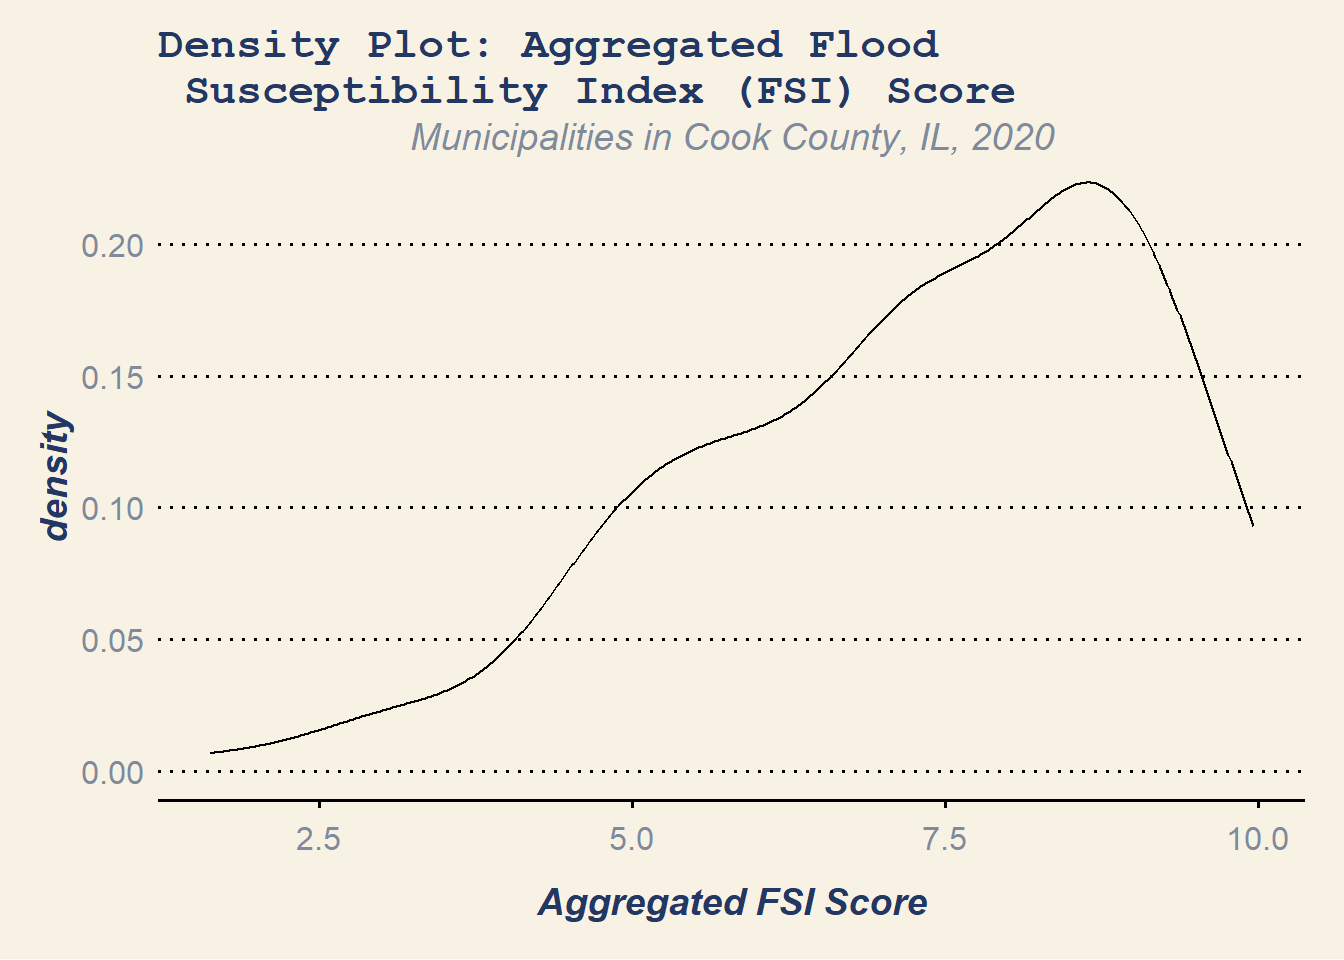 Density Plot: Aggregated Flood
Susceptibility Index (FSI) Score
Municipalities in Cook County, IL, 2020
density
0.20
0.15
0.10
0.05
0.00
2.5 5.0 7.5 10.0
Aggregated FSI Score